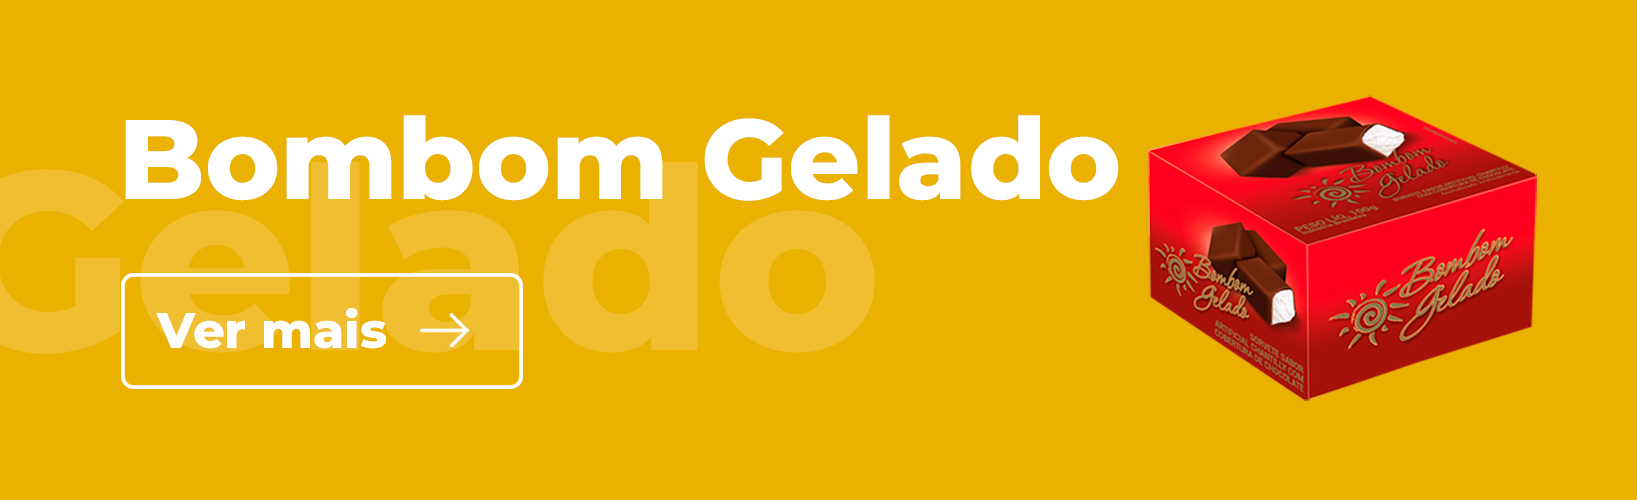 Bombom Gelado
Gelado
Ver mais
Bombom
Gelado
PESO LÍQ. 100g
Bombom
Gelado
SORVETE SABOR
ARTIFICIAL CHANTILLY COM
COBERTURA DE CHOCOLATE
Bombom
Gelado